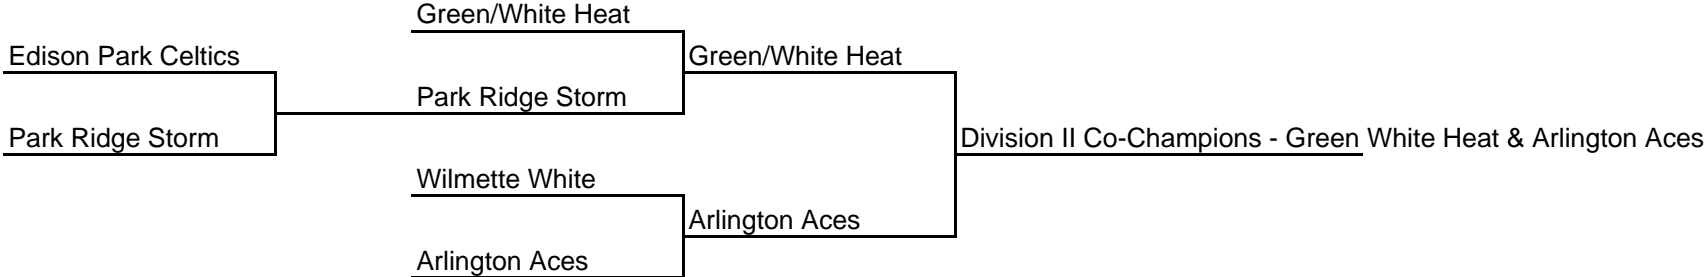 Green/White Heat
Edison Park Celtics
Green/White Heat
Park Ridge Storm
Park Ridge Storm
Division II Co-Champions - Green White Heat & Arlington Aces
Wilmette White
Arlington Aces
Arlington Aces